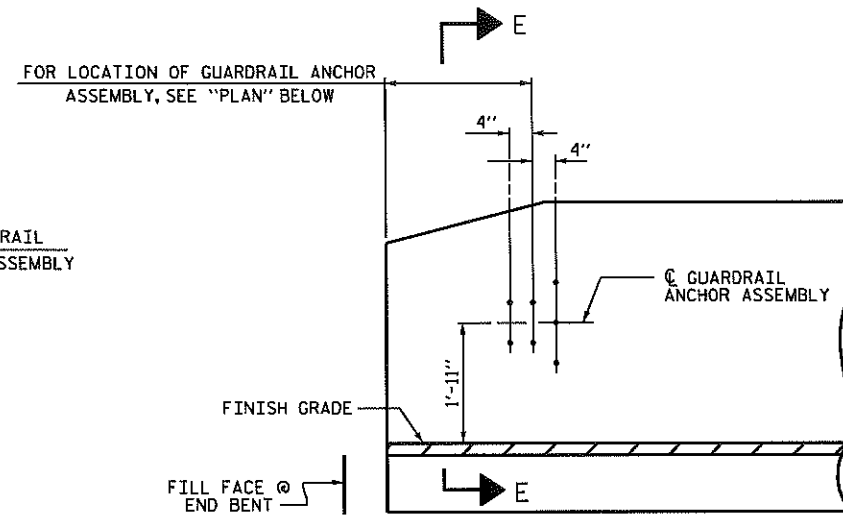 E
FOR LOCATION OF GUARDRAIL ANCHOR
ASSEMBLY, SEE "PLAN" BELOW
4"
4"
RAIL
SSEMBLY
℄ GUARDRAIL
ANCHOR ASSEMBLY
1'-11"
FINISH GRADE
FILL FACE @
END BENT
E